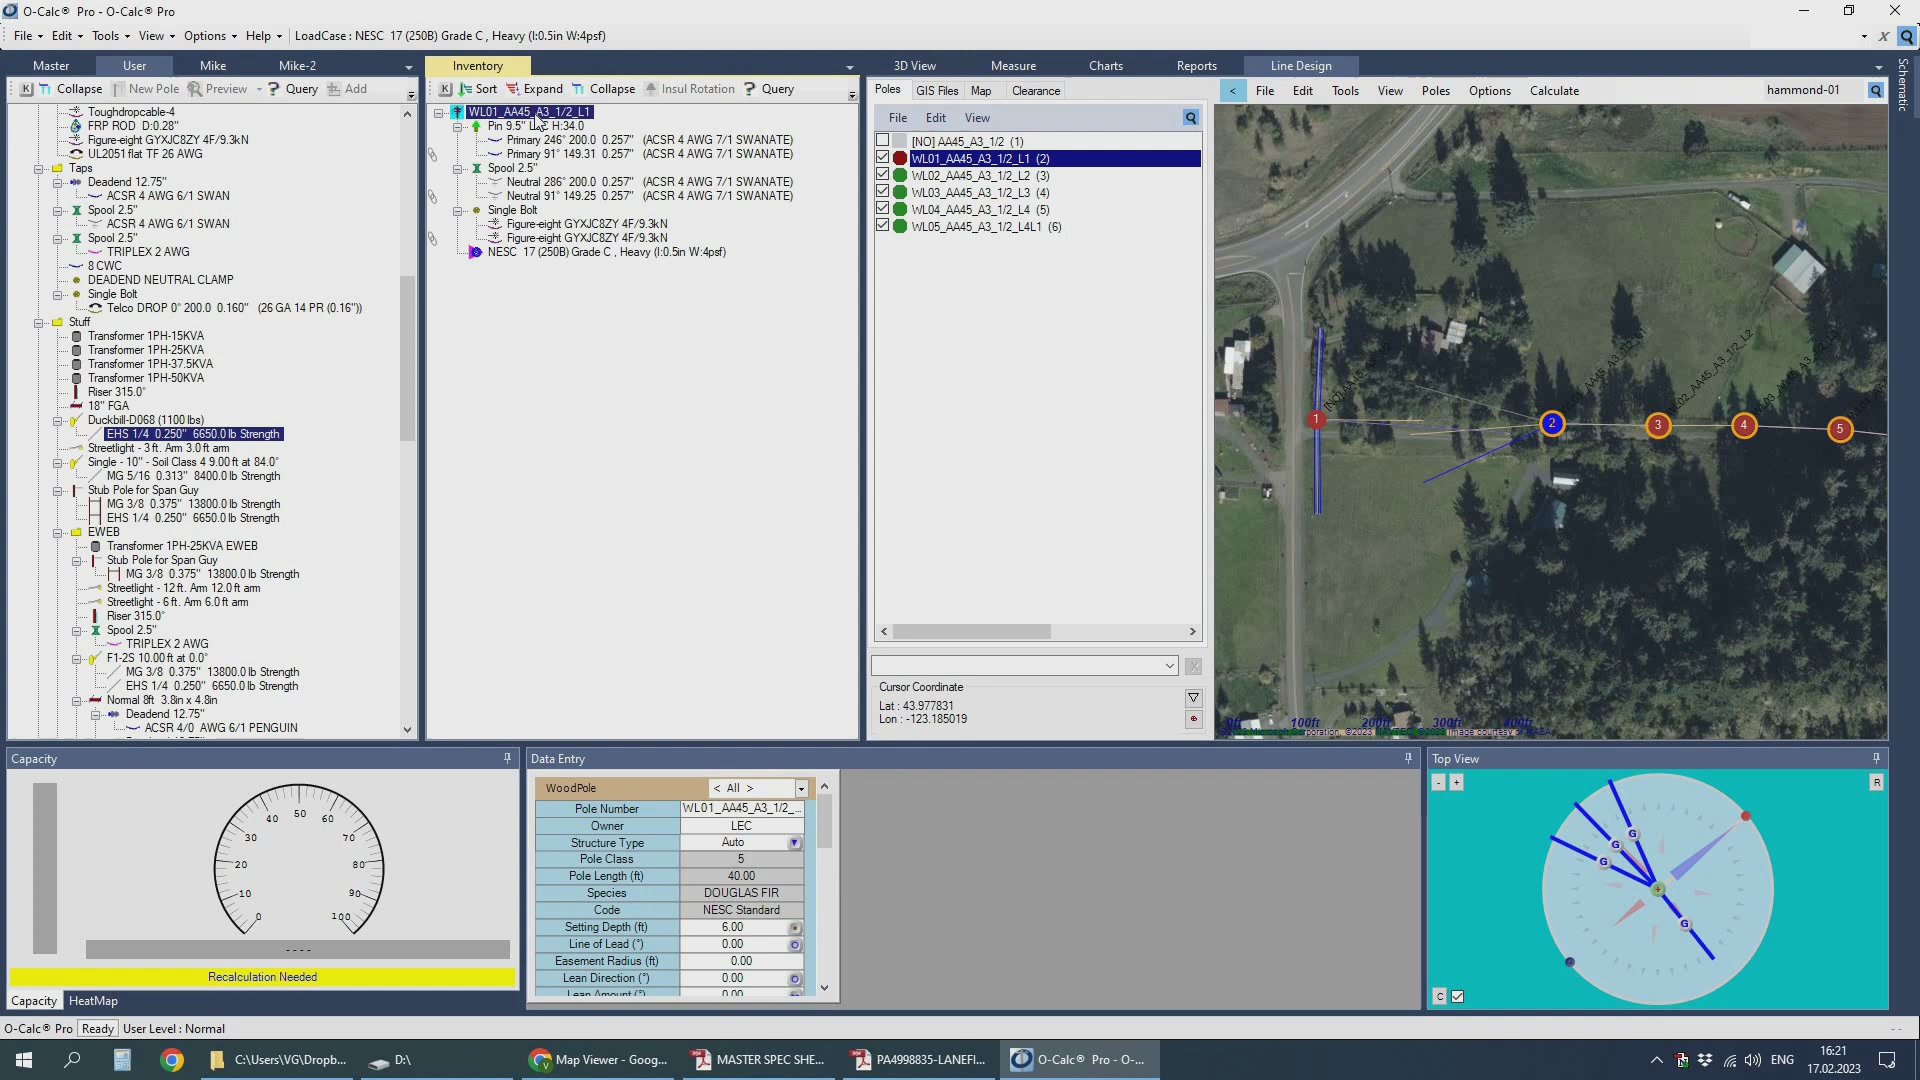 O-Calc® Pro - O-Calc® Pro
File Edit Tools View Options Help LoadCase : NESC 17 (250B) Grade C , Heavy (I:0.5in W:4psf)
X
Master User Mike Mike-2
Collapse New Pole Preview Query Add
Toughdropcable-4
FRP ROD D:0.28"
Figure-eight GYXJC8ZY 4F/9.3kN
UL2051 flat TF 26 AWG
Taps
Deadend 12.75"
ACSR 4 AWG 6/1 SWAN
Spool 2.5"
ACSR 4 AWG 6/1 SWAN
Spool 2.5"
TRIPLEX 2 AWG
8 CWC
DEADEND NEUTRAL CLAMP
Single Bolt
Telco DROP 0° 200.0 0.160" (26 GA 14 PR (0.16"))
Stuff
Transformer 1PH-15KVA
Transformer 1PH-25KVA
Transformer 1PH-37.5KVA
Transformer 1PH-50KVA
Riser 315.0°
18" FGA
Duckbill-D068 (1100 lbs)
EHS 1/4 0.250" 6650.0 lb Strength
Streetlight - 3 ft. Arm 3.0 ft arm
Single - 10" - Soil Class 4 9.00 ft at 84.0°
MG 5/16 0.313" 8400.0 lb Strength
Stub Pole for Span Guy
MG 3/8 0.375" 13800.0 lb Strength
EHS 1/4 0.250" 6650.0 lb Strength
EWEB
Transformer 1PH-25KVA EWEB
Stub Pole for Span Guy
MG 3/8 0.375" 13800.0 lb Strength
Streetlight - 12 ft. Arm 12.0 ft arm
Streetlight - 6 ft. Arm 6.0 ft arm
Riser 315.0°
Spool 2.5"
TRIPLEX 2 AWG
F1-2S 10.00 ft at 0.0°
MG 3/8 0.375" 13800.0 lb Strength
EHS 1/4 0.250" 6650.0 lb Strength
Normal 8ft 3.8in x 4.8in
Deadend 12.75"
ACSR 4/0 AWG 6/1 PENGUIN
Inventory
Sort Expand Collapse Insul Rotation Query
WL01_AA45_A3_1/2_L1
Pin 9.5" H:34.0
Primary 246° 200.0 0.257" (ACSR 4 AWG 7/1 SWANATE)
Primary 91° 149.31 0.257" (ACSR 4 AWG 7/1 SWANATE)
Spool 2.5"
Neutral 286° 200.0 0.257" (ACSR 4 AWG 7/1 SWANATE)
Neutral 91° 149.25 0.257" (ACSR 4 AWG 7/1 SWANATE)
Single Bolt
Figure-eight GYXJC8ZY 4F/9.3kN
Figure-eight GYXJC8ZY 4F/9.3kN
NESC 17 (250B) Grade C , Heavy (I:0.5in W:4psf)
3D View Measure Charts Reports Line Design
Schematic
Poles GIS Files Map Clearance
File Edit View
[NO] AA45_A3_1/2 (1)
WL01_AA45_A3_1/2_L1 (2)
WL02_AA45_A3_1/2_L2 (3)
WL03_AA45_A3_1/2_L3 (4)
WL04_AA45_A3_1/2_L4 (5)
WL05_AA45_A3_1/2_L4L1 (6)
Cursor Coordinate
Lat : 43.977831
Lon : -123.185019
< File Edit Tools View Poles Options Calculate hammond-01
1 2 3 4 5
0ft 100ft 200ft 300ft 400ft
Capacity
0 10 20 30 40 50 60 70 80 90 100
----
Recalculation Needed
Capacity HeatMap
Data Entry
WoodPole < All >
Pole Number WL01_AA45_A3_1/2_...
Owner LEC
Structure Type Auto
Pole Class 5
Pole Length (ft) 40.00
Species DOUGLAS FIR
Code NESC Standard
Setting Depth (ft) 6.00
Line of Lead (°) 0.00
Easement Radius (ft) 0.00
Lean Direction (°) 0.00
Lean Amount (°) 0.00
Top View
- + R
G G G G
C
O-Calc® Pro Ready User Level : Normal
C:\Users\VG\Dropb... D:\ Map Viewer - Goog... MASTER SPEC SHE... PA4998835-LANEFI... O-Calc® Pro - O-... ENG 16:21
17.02.2023